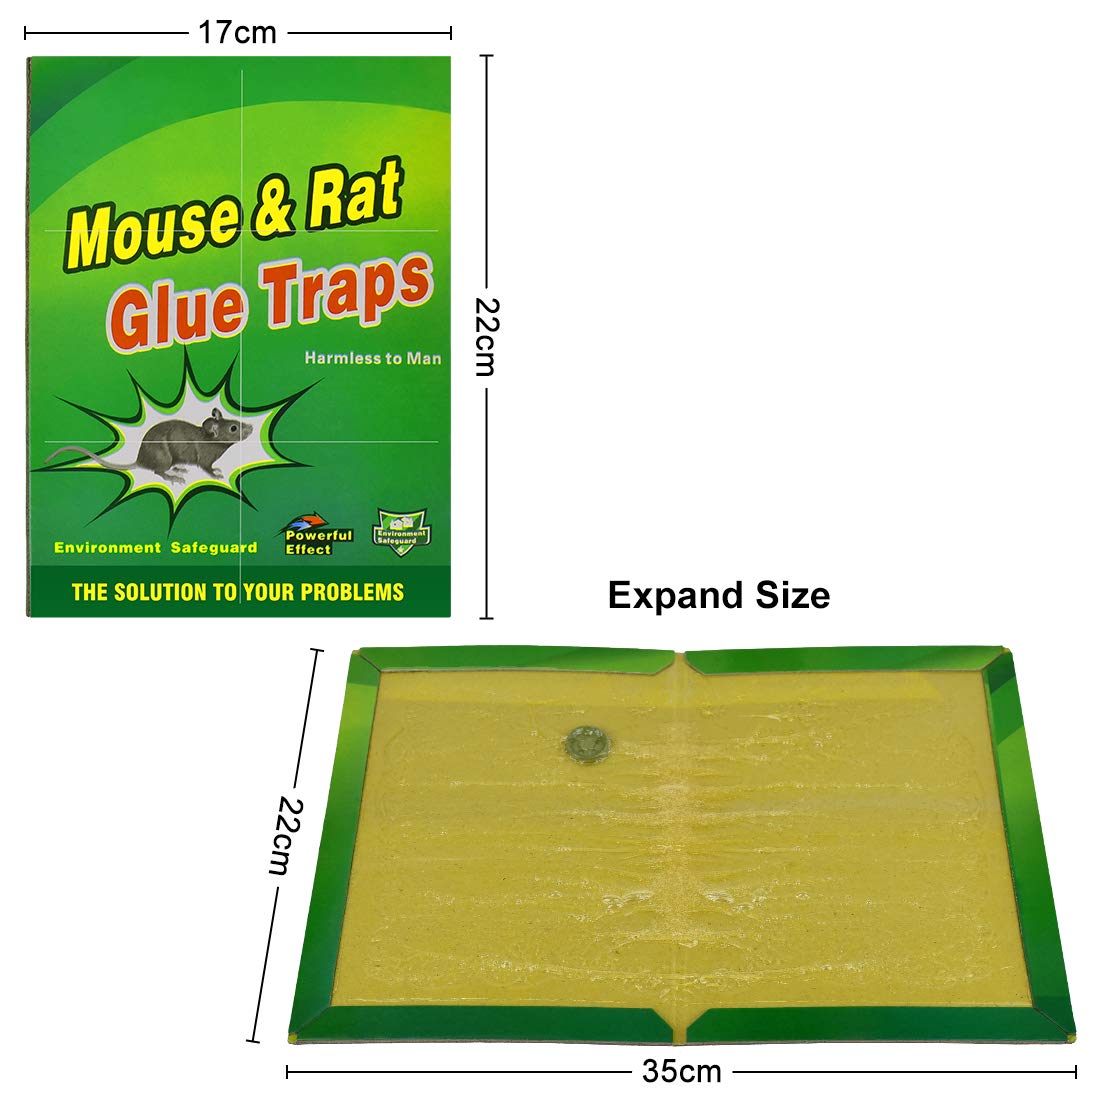 17cm
Mouse & Rat
Glue Traps
Harmless to Man
22cm
Environment Safeguard
Powerful
Effect
Environment
Safeguard
THE SOLUTION TO YOUR PROBLEMS
Expand Size
22cm
35cm